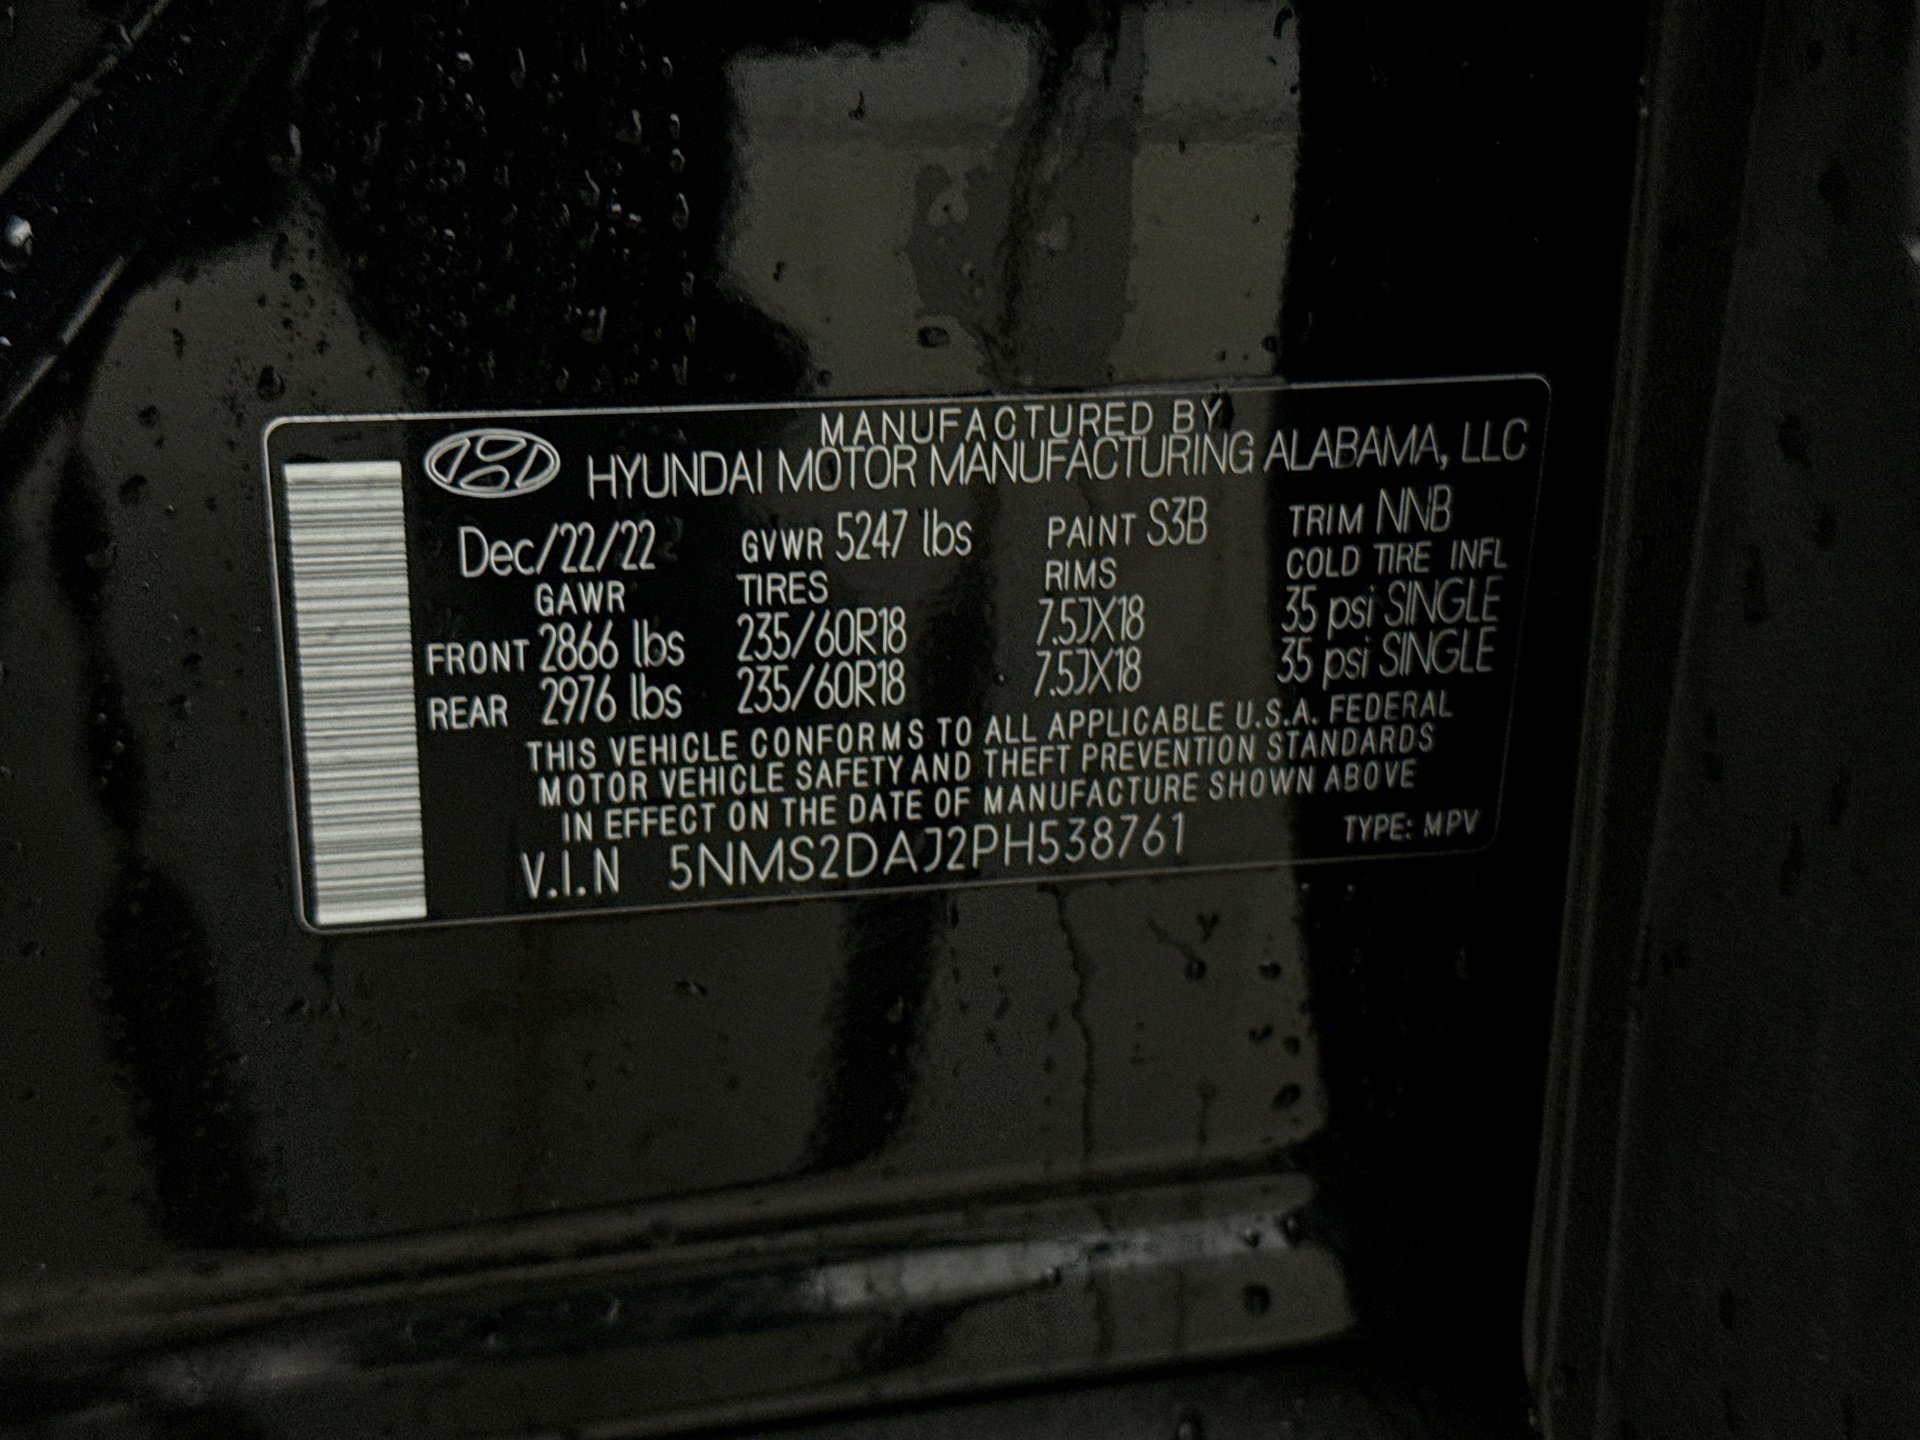 MANUFACTURED BY
HYUNDAI MOTOR MANUFACTURING ALABAMA, LLC
Dec/22/22 GVWR 5247 lbs PAINT S3B TRIM NNB
GAWR TIRES RIMS COLD TIRE INFL
FRONT 2866 lbs 235/60R18 7.5JX18 35 psi SINGLE
REAR 2976 lbs 235/60R18 7.5JX18 35 psi SINGLE
THIS VEHICLE CONFORMS TO ALL APPLICABLE U.S.A. FEDERAL
MOTOR VEHICLE SAFETY AND THEFT PREVENTION STANDARDS
IN EFFECT ON THE DATE OF MANUFACTURE SHOWN ABOVE
V.I.N 5NMS2DAJ2PH538761 TYPE: MPV